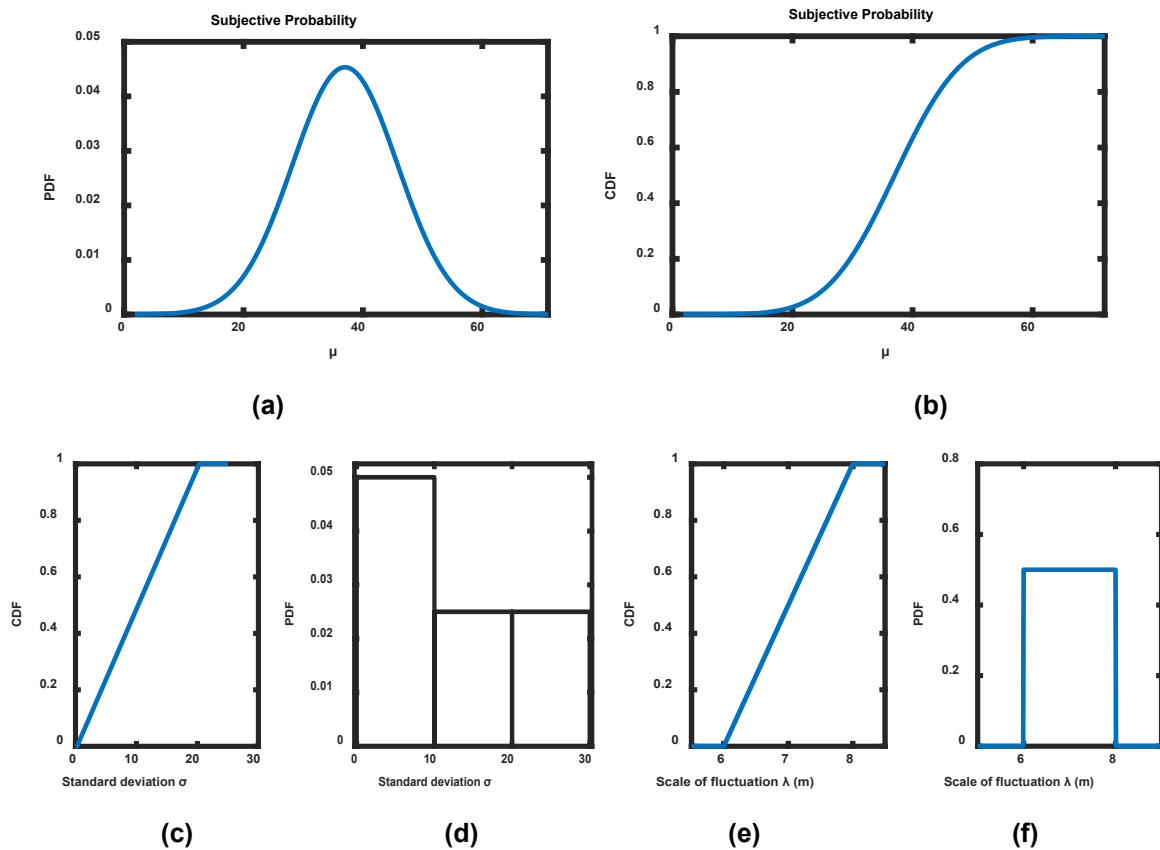 Subjective Probability
0.05
0.04
0.03
0.02
0.01
0
PDF
0 20 40 60
μ
(a)
Subjective Probability
1
0.8
0.6
0.4
0.2
0
CDF
0 20 40 60
μ
(b)
1
0.8
0.6
0.4
0.2
0
CDF
0 10 20 30
Standard deviation σ
(c)
0.05
0.04
0.03
0.02
0.01
0
PDF
0 10 20 30
Standard deviation σ
(d)
1
0.8
0.6
0.4
0.2
0
CDF
6 7 8
Scale of fluctuation λ (m)
(e)
0.8
0.6
0.4
0.2
0
PDF
6 8
Scale of fluctuation λ (m)
(f)